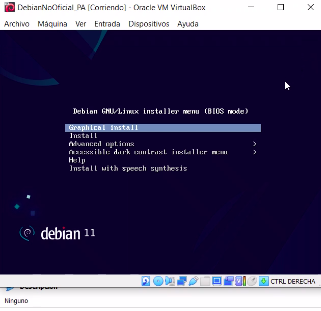 DebianNoOficial_PA [Corriendo] - Oracle VM VirtualBox
Archivo Máquina Ver Entrada Dispositivos Ayuda
Debian GNU/Linux installer menu (BIOS mode)
Graphical install
Install
Advanced options >
Accessible dark contrast installer menu >
Help
Install with speech synthesis
debian 11
CTRL DERECHA
Ninguno